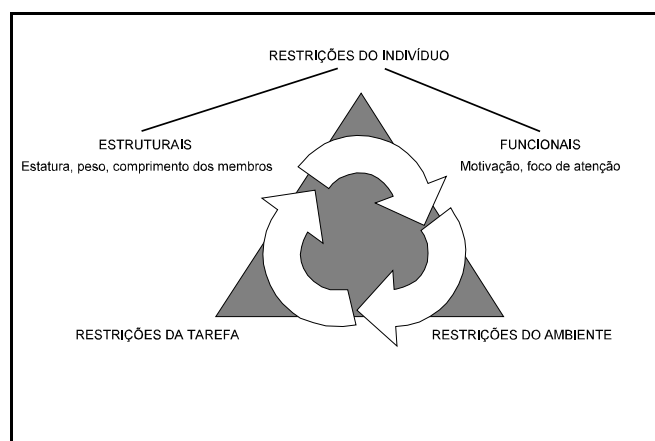 RESTRIÇÕES DO INDIVÍDUO
ESTRUTURAIS
Estatura, peso, comprimento dos membros
FUNCIONAIS
Motivação, foco de atenção
RESTRIÇÕES DA TAREFA
RESTRIÇÕES DO AMBIENTE